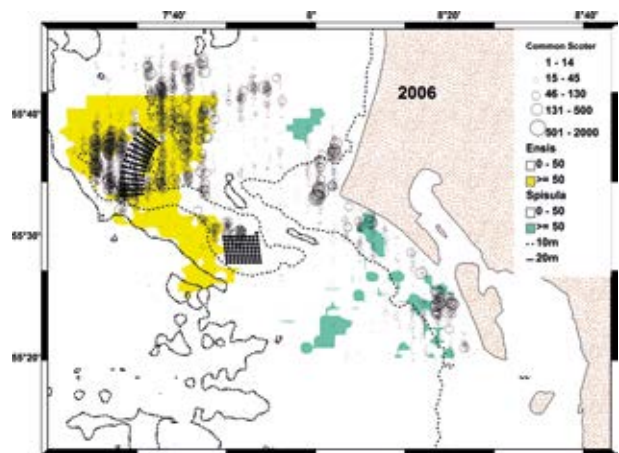 7°40' 8° 8°20' 8°40'
55°40'
55°30'
55°20'
2006
Common Scoter
1 - 14
15 - 45
46 - 130
131 - 500
501 - 2000
Ensis
0 - 50
>= 50
Spisula
0 - 50
>= 50
10m
20m